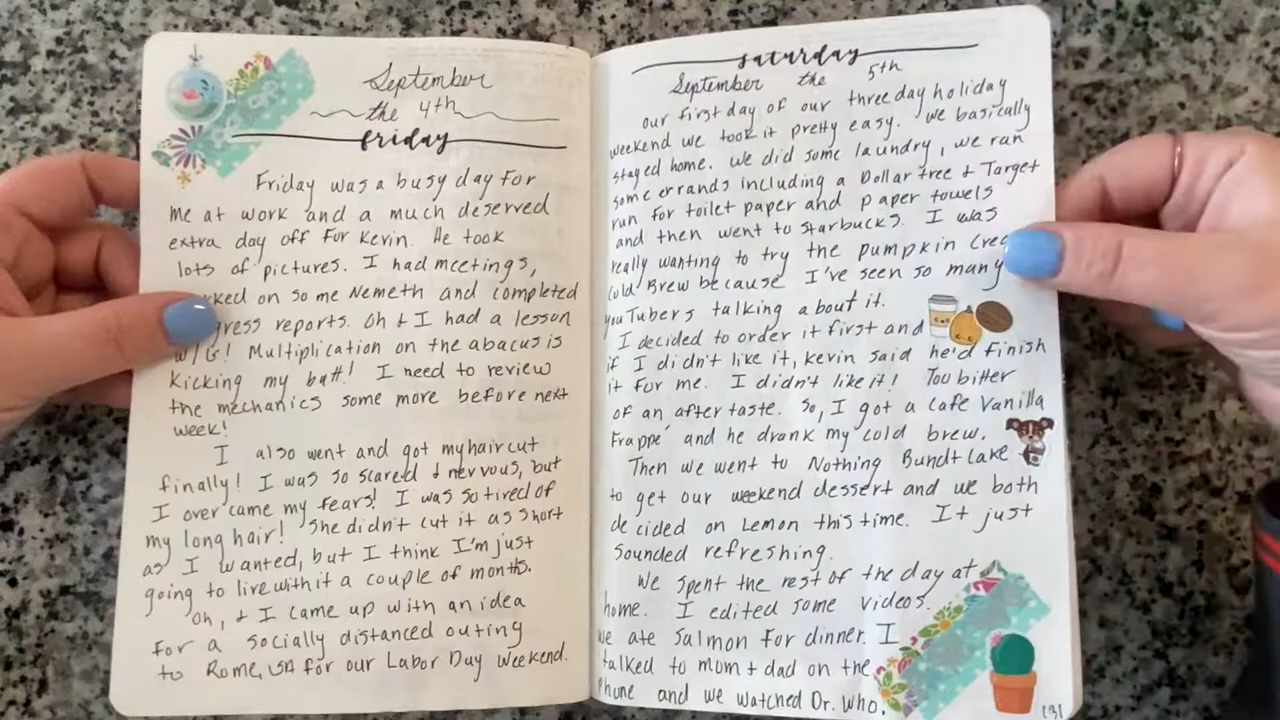 September
the 4th
friday
Friday was a busy day for
me at work and a much deserved
extra day off for Kevin. He took
lots of pictures. I had meetings,
on some Nemeth and completed
reports. Oh + I had a lesson
w/ G! Multiplication on the abacus is
kicking my butt! I need to review
the mechanics some more before next
week!
I also went and got my hair cut
finally! I was so scared + nervous, but
I over came my fears! I was so tired of
my long hair! She didn't cut it as short
as I wanted, but I think I'm just
going to live with it a couple of months.
Oh, + I came up with an idea
for a socially distanced outing
to Rome, GA for our Labor Day Weekend.
saturday
September the 5th
our first day of our three day holiday
weekend we took it pretty easy. We basically
stayed home. We did some laundry, we ran
some errands including a Dollar Tree + Target
run for toilet paper and paper towels
and then went to Starbucks. I was
really wanting to try the pumpkin
Cold Brew because I've seen so many
YouTubers talking about it.
I decided to order it first and
if I didn't like it, Kevin said he'd finish
it for me. I didn't like it! Too bitter
of an after taste. So, I got a Cafe Vanilla
Frappé and he drank my cold brew.
Then we went to Nothing Bundt Cake
to get our weekend dessert and we both
decided on Lemon this time. It just
sounded refreshing.
We spent the rest of the day at
home. I edited some videos.
We ate salmon for dinner. I
talked to mom + dad on the
phone and we watched Dr. Who.